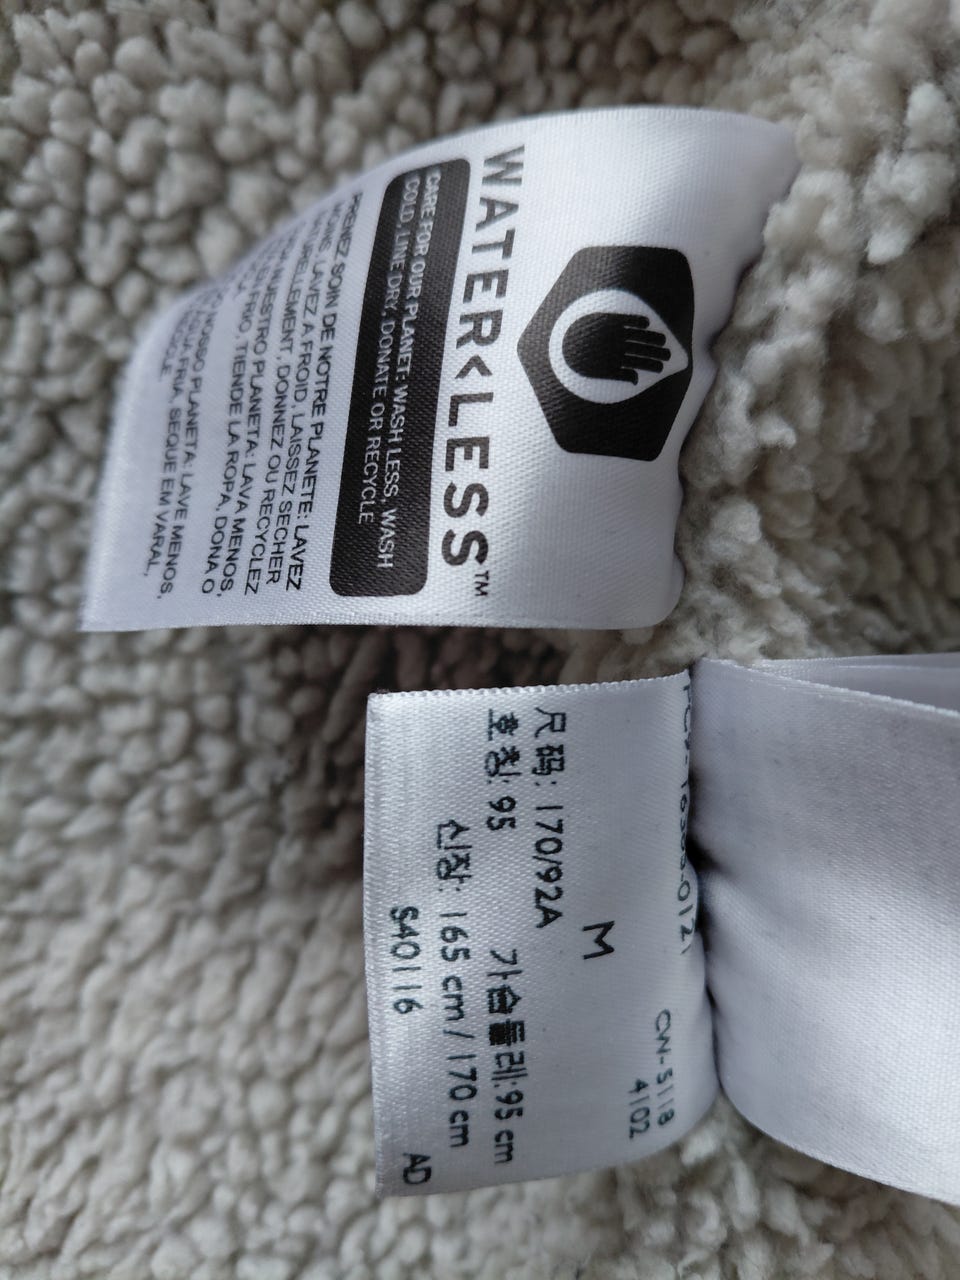 WATER<LESS™
CARE FOR OUR PLANET: WASH LESS, WASH
COLD, LINE DRY, DONATE OR RECYCLE
PRENEZ SOIN DE NOTRE PLANETE: LAVEZ
MOINS, LAVEZ A FROID, LAISSEZ SECHER
NATURELLEMENT, DONNEZ OU RECYCLEZ
NUESTRO PLANETA: LAVA MENOS,
FRIO, TIENDE LA ROPA, DONA O
NOSSO PLANETA: LAVE MENOS,
FRIA, SEQUE EM VARAL,
CW-5118
4102
M
尺码: 170/92A
호칭: 95 가슴둘레: 95 cm
신장: 165 cm/170 cm
S40116 AD